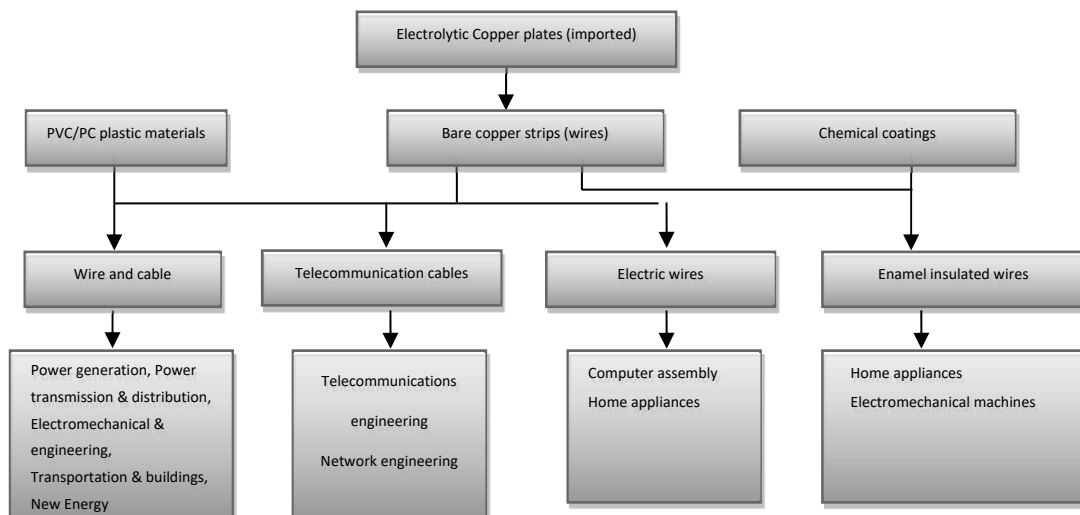 Electrolytic Copper plates (imported)
PVC/PC plastic materials
Bare copper strips (wires)
Chemical coatings
Wire and cable
Telecommunication cables
Electric wires
Enamel insulated wires
Power generation, Power
transmission & distribution,
Electromechanical &
engineering,
Transportation & buildings,
New Energy
Telecommunications
engineering
Network engineering
Computer assembly
Home appliances
Home appliances
Electromechanical machines